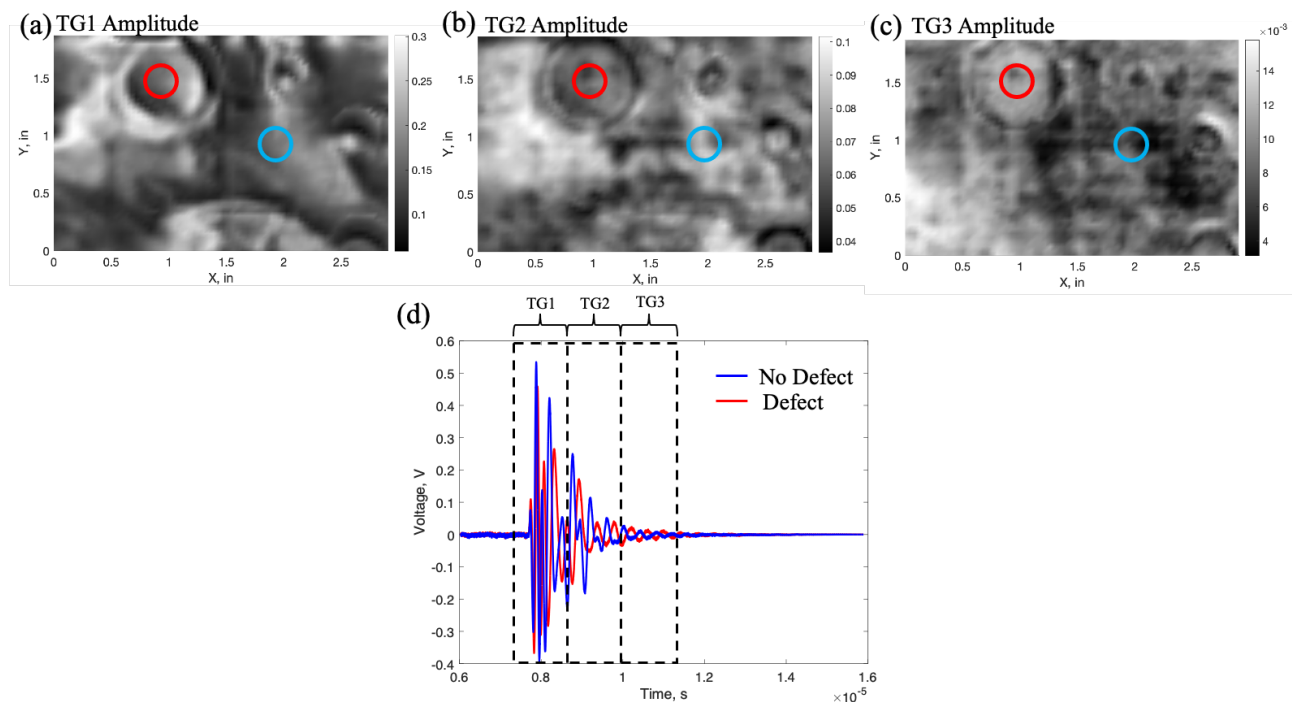 (a) TG1 Amplitude
(b) TG2 Amplitude
(c) TG3 Amplitude
×10⁻³
0.3
0.25
0.2
0.15
0.1
Y, in
1.5
1
0.5
0
0 0.5 1 1.5 2 2.5
X, in
0.1
0.09
0.08
0.07
0.06
0.05
0.04
Y, in
1.5
1
0.5
0
0 0.5 1 1.5 2 2.5
X, in
14
12
10
8
6
4
Y, in
1.5
1
0.5
0
0 0.5 1 1.5 2 2.5
X, in
(d)
TG1 TG2 TG3
No Defect
Defect
Voltage, V
0.6
0.5
0.4
0.3
0.2
0.1
0
-0.1
-0.2
-0.3
-0.4
0.6 0.8 1 1.2 1.4 1.6
Time, s
×10⁻⁵